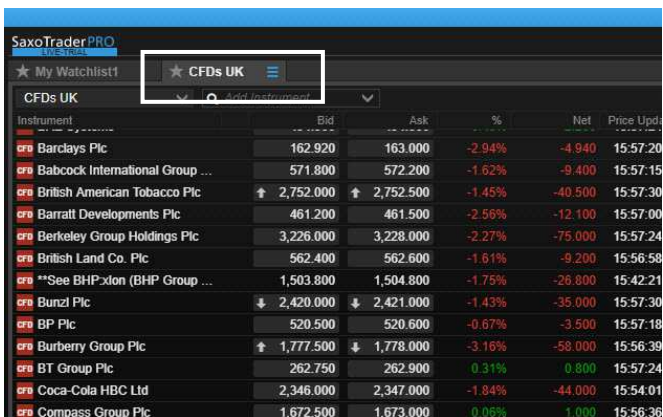 SaxoTraderPRO
LIVE-TRIAL
★ My Watchlist1 ★ CFDs UK
CFDs UK Add Instrument
Instrument Bid Ask % Net Price Upda
CFD Barclays Plc 162.920 163.000 -2.94% -4.940 15:57:20
CFD Babcock International Group ... 571.800 572.200 -1.62% -9.400 15:57:15
CFD British American Tobacco Plc 2,752.000 2,752.500 -1.45% -40.500 15:57:30
CFD Barratt Developments Plc 461.200 461.500 -2.56% -12.100 15:57:00
CFD Berkeley Group Holdings Plc 3,226.000 3,228.000 -2.27% -75.000 15:57:24
CFD British Land Co. Plc 562.400 562.600 -1.61% -9.200 15:56:58
CFD **See BHP:xlon (BHP Group ... 1,503.800 1,504.800 -1.75% -26.800 15:42:21
CFD Bunzl Plc 2,420.000 2,421.000 -1.43% -35.000 15:57:30
CFD BP Plc 520.500 520.600 -0.67% -3.500 15:57:18
CFD Burberry Group Plc 1,777.500 1,778.000 -3.16% -58.000 15:56:39
CFD BT Group Plc 262.750 262.900 0.31% 0.800 15:57:24
CFD Coca-Cola HBC Ltd 2,346.000 2,347.000 -1.84% -44.000 15:54:01
CFD Compass Group Plc 1,672.500 1,673.000 0.06% 1.000 15:56:36